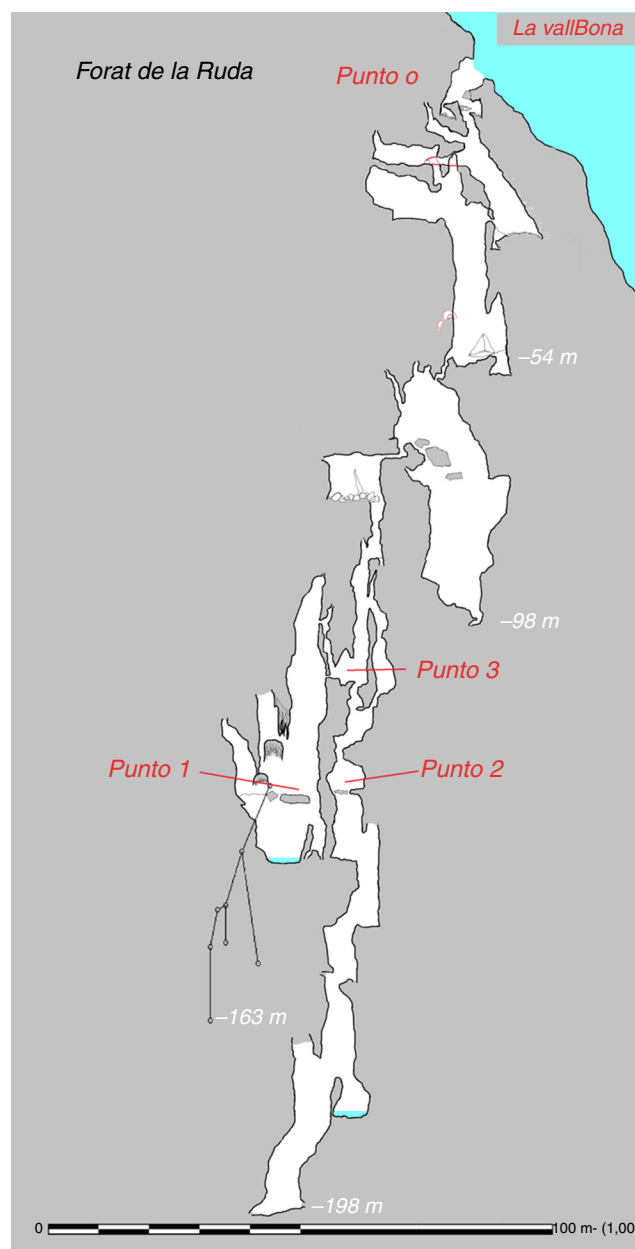 La vallBona
Forat de la Ruda
Punto o
–54 m
–98 m
Punto 3
Punto 1
Punto 2
–163 m
–198 m
0
100 m- (1,00